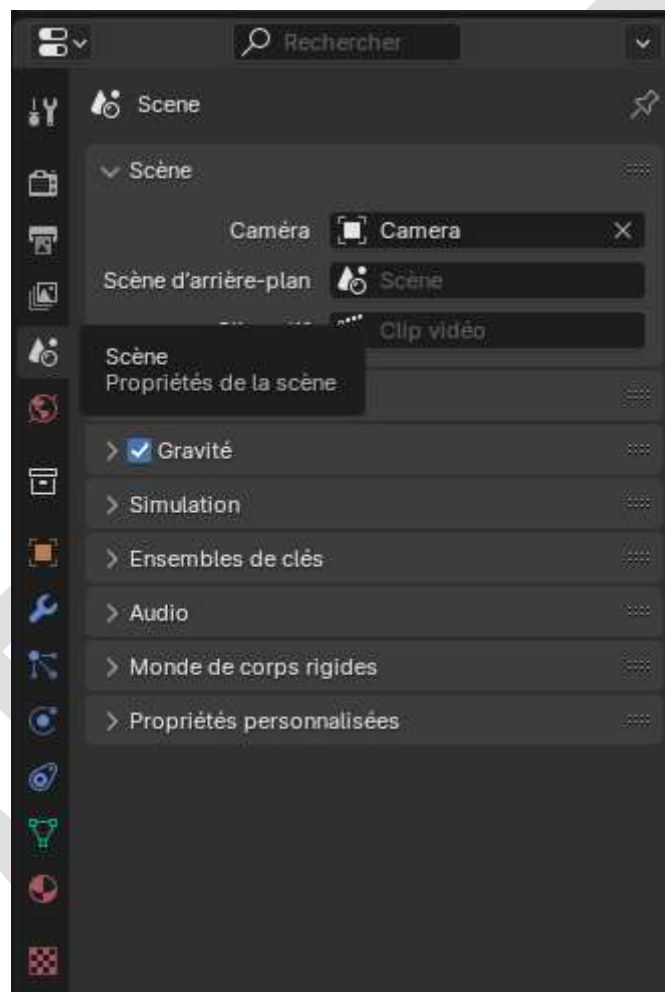 Rechercher
Scene
Scène
Caméra Camera
Scène d'arrière-plan Scène
Clip vidéo
Scène
Propriétés de la scène
Gravité
Simulation
Ensembles de clés
Audio
Monde de corps rigides
Propriétés personnalisées